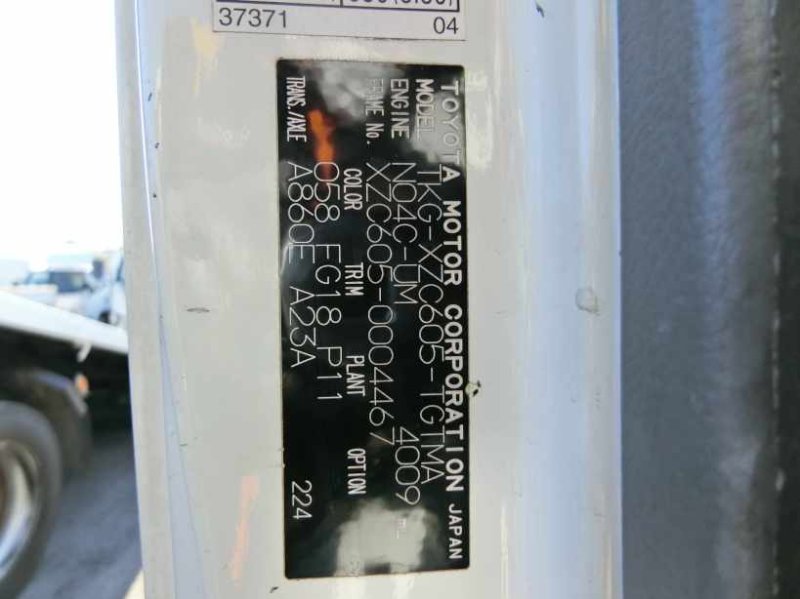 37371 04
TOYOTA MOTOR CORPORATION JAPAN
MODEL TKG-XZC605-TGTMA
ENGINE N04C-UM 4009 mL
FRAME No. XZC605-0004467
COLOR TRIM PLANT OPTION
058 FG18 P11
TRANS./AXLE A860E A23A 224